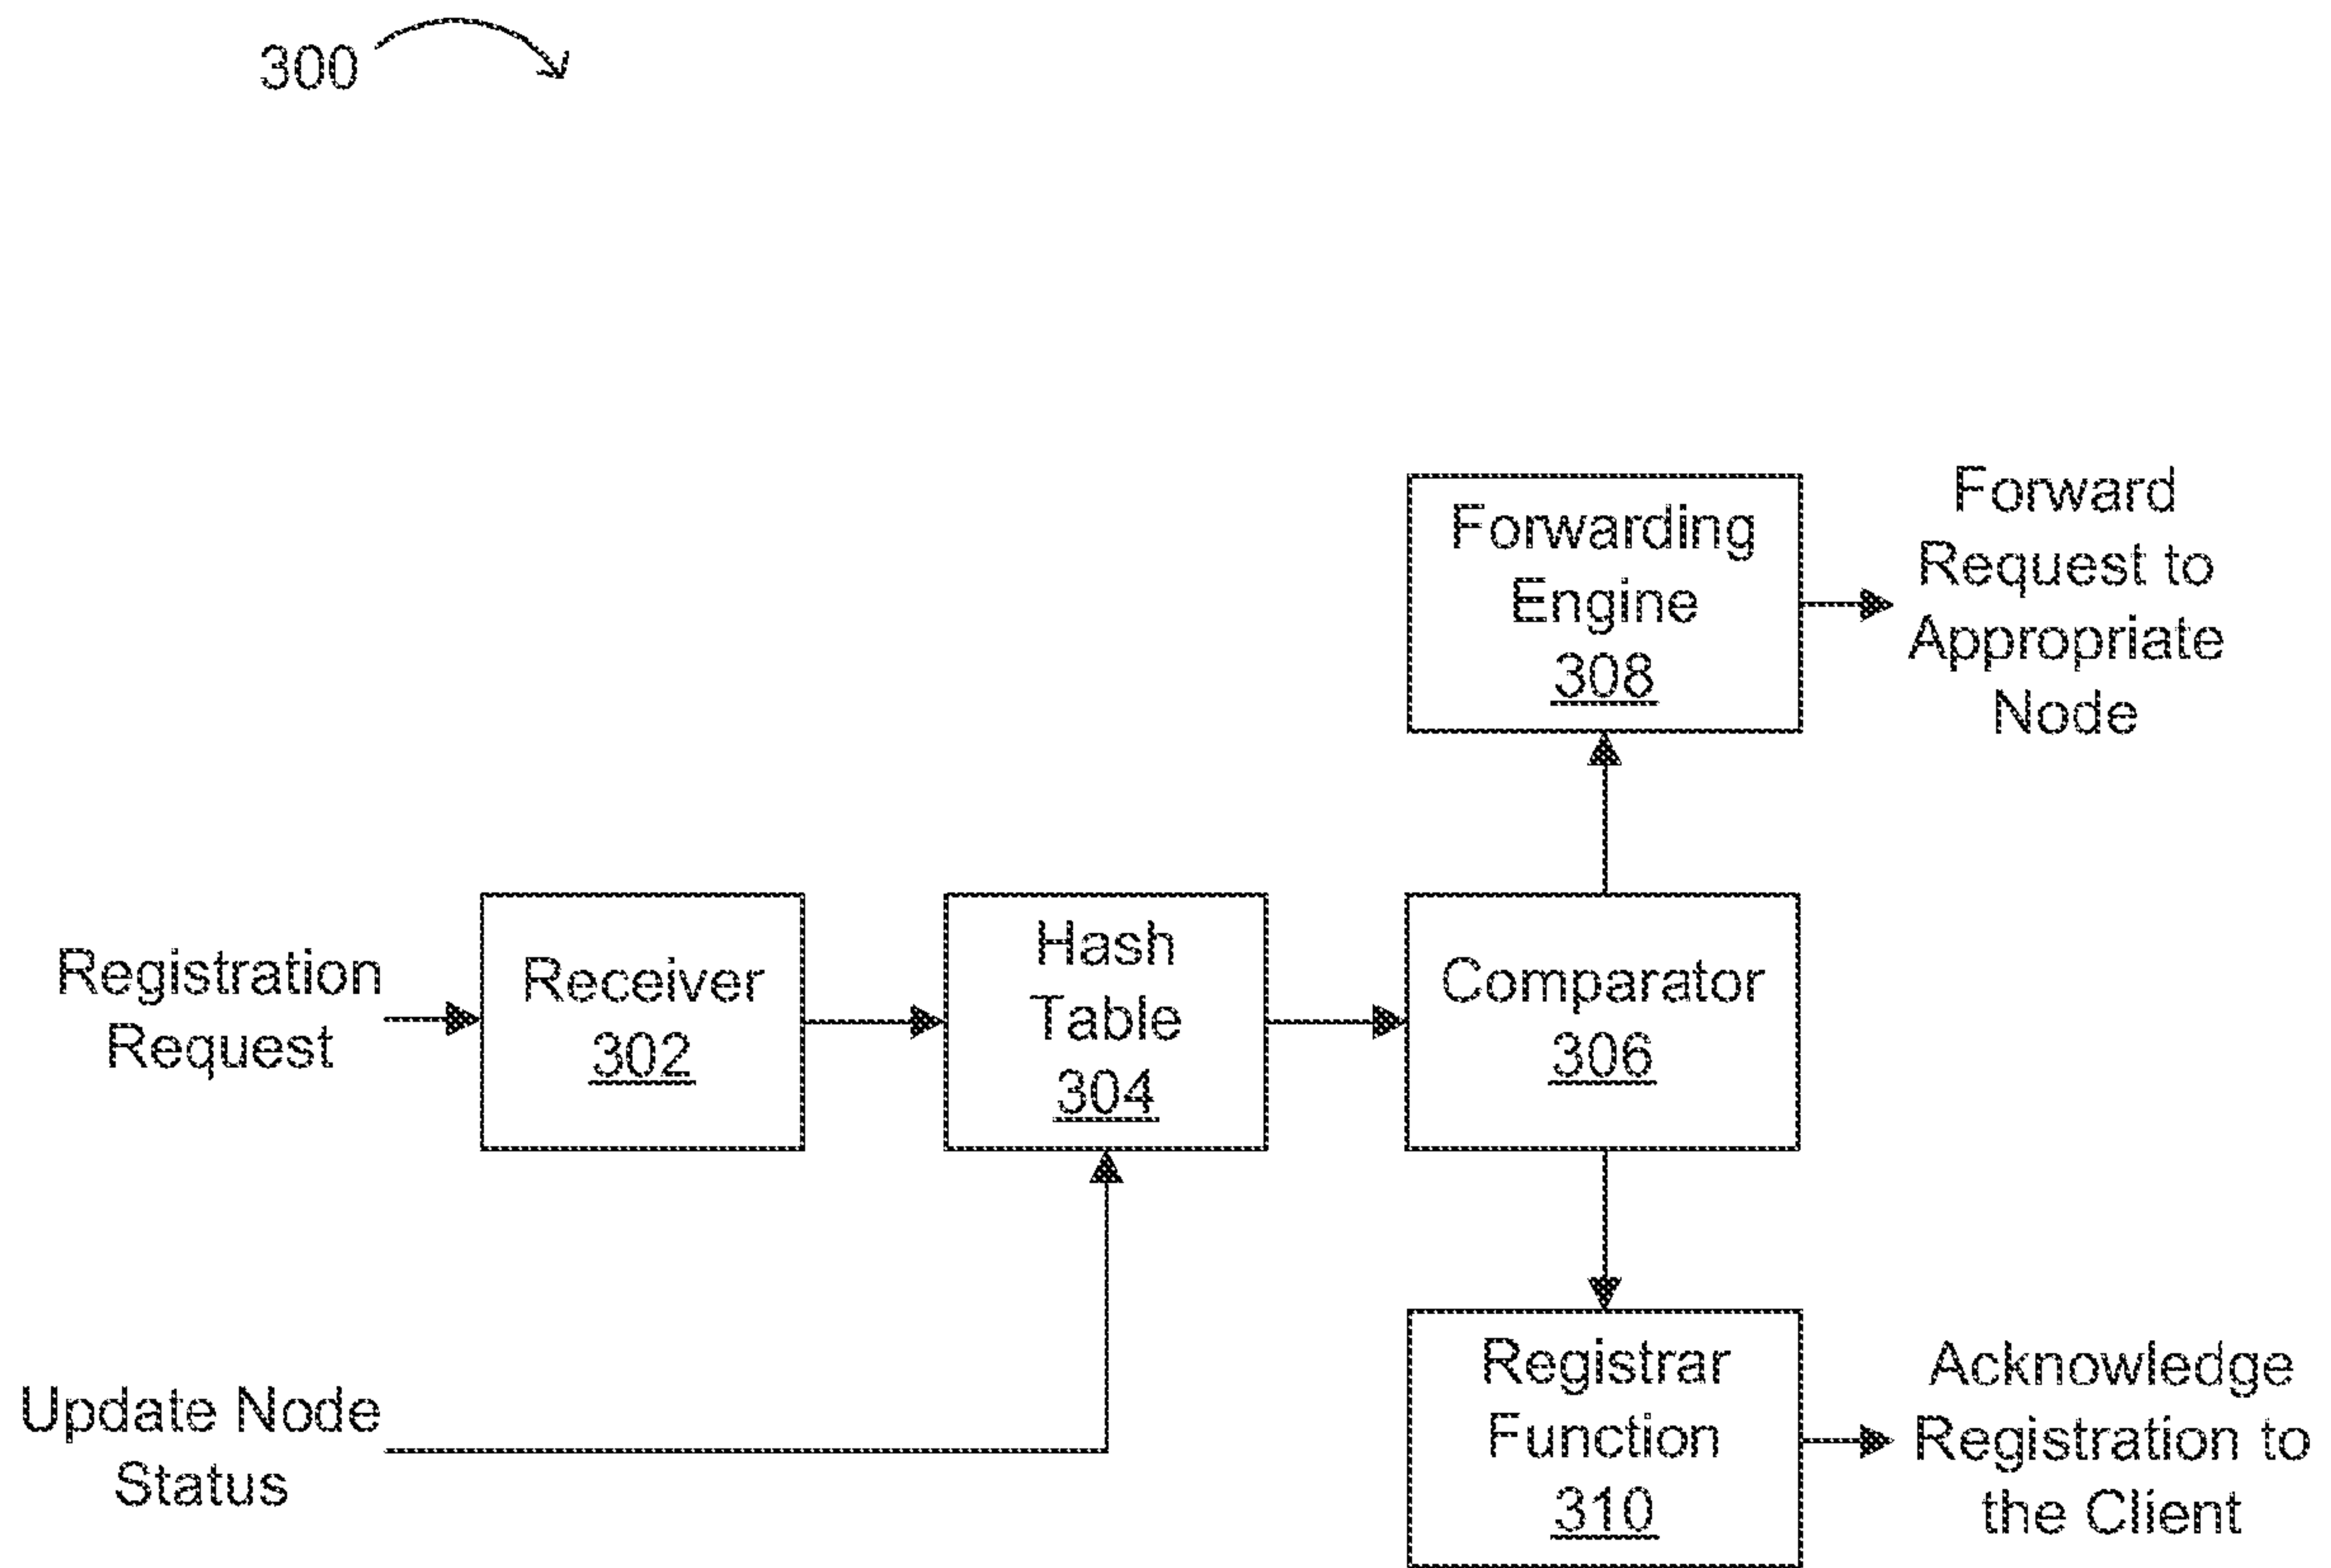 300
Forwarding
Engine
308
Forward
Request to
Appropriate
Node
Registration
Request
Receiver
302
Hash
Table
304
Comparator
306
Update Node
Status
Registrar
Function
310
Acknowledge
Registration to
the Client